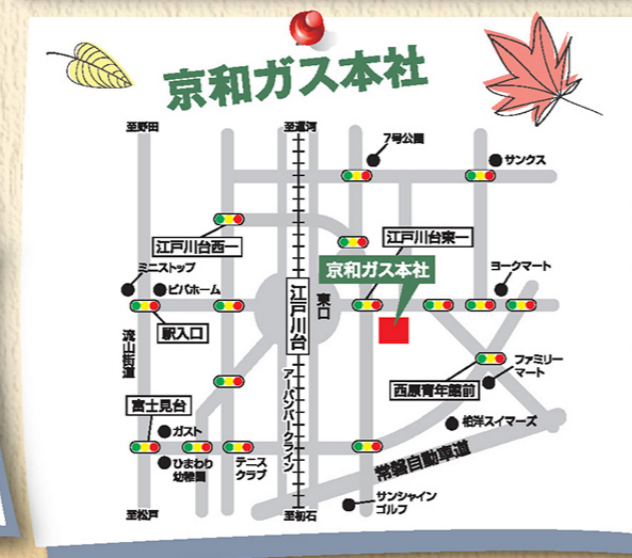 京和ガス本社
至野田
至運河
7号公園
サンクス
江戸川台西一
江戸川台東一
京和ガス本社
ミニストップ
ビバホーム
ヨークマート
江戸川台
東口
駅入口
流山街道
アーバンパークライン
ファミリー
マート
西原青年館前
富士見台
ガスト
柏洋スイマーズ
ひまわり
幼稚園
テニス
クラブ
常磐自動車道
サンシャイン
ゴルフ
至松戸
至初石